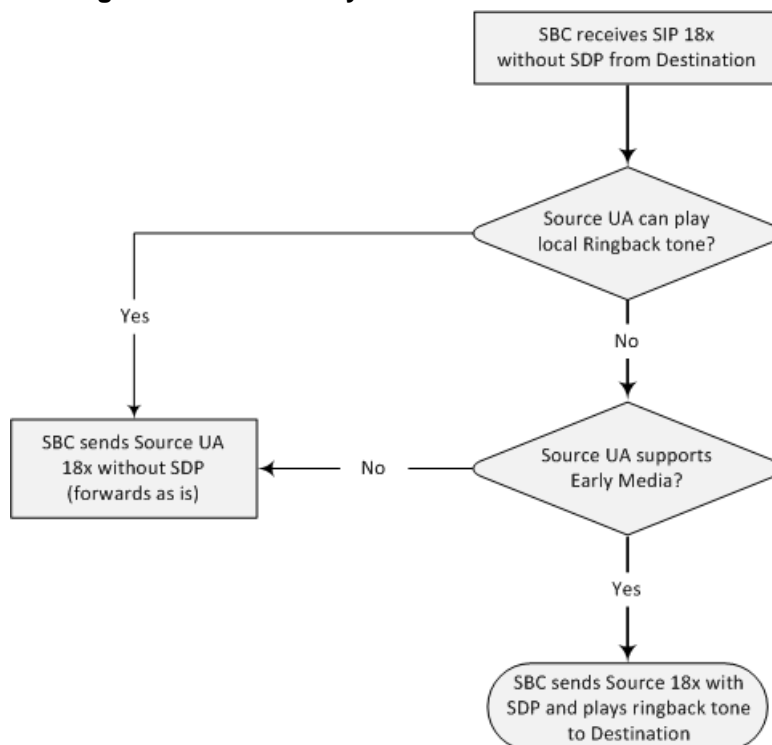 SBC receives SIP 18x
without SDP from Destination
Source UA can play
local Ringback tone?
Yes
No
SBC sends Source UA
18x without SDP
(forwards as is)
No
Source UA supports
Early Media?
Yes
SBC sends Source 18x with
SDP and plays ringback tone
to Destination